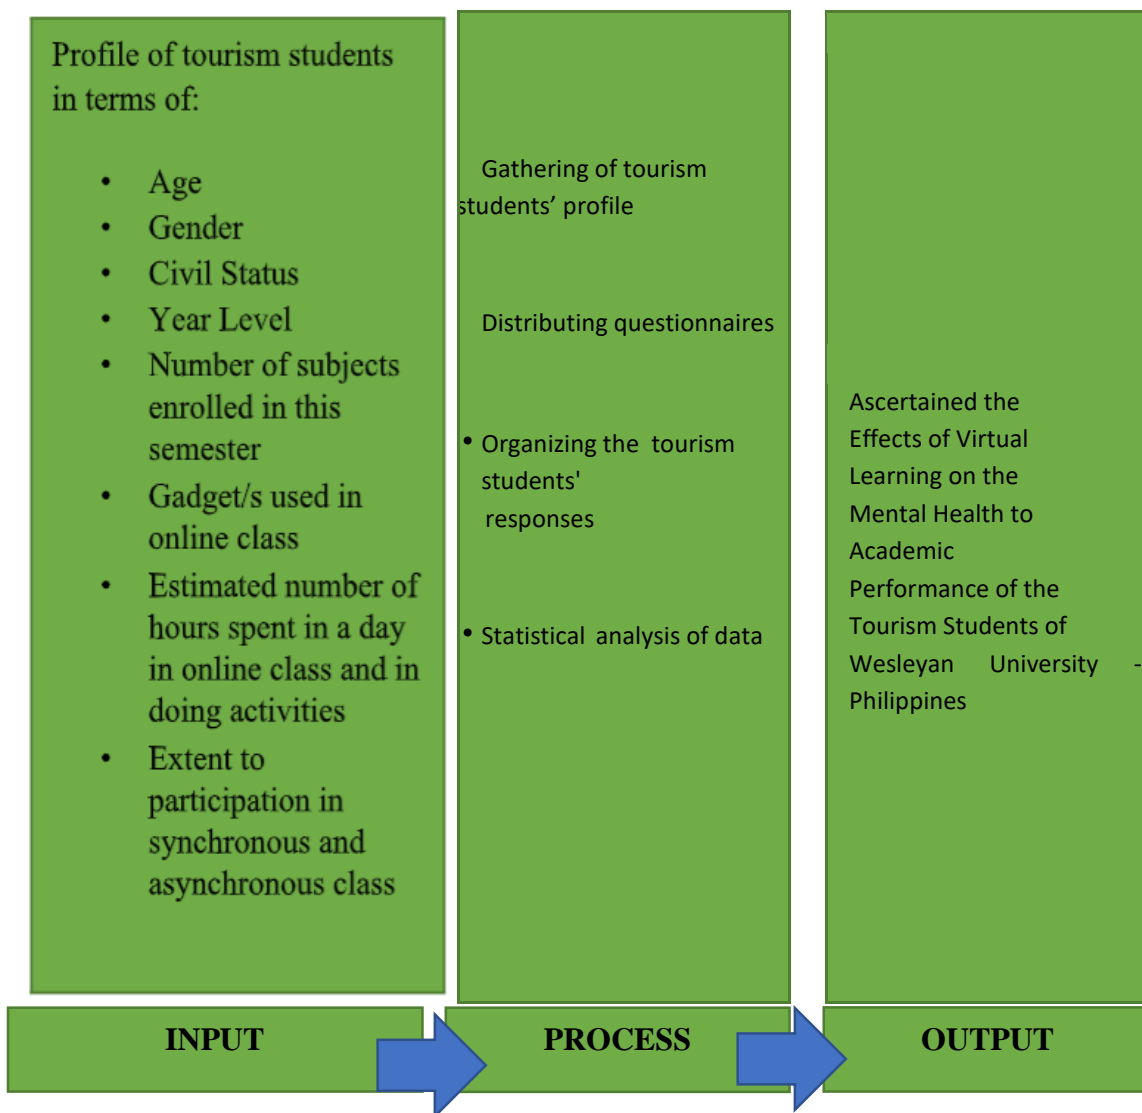 Profile of tourism students
in terms of:
• Age
• Gender
• Civil Status
• Year Level
• Number of subjects
enrolled in this
semester
• Gadget/s used in
online class
• Estimated number of
hours spent in a day
in online class and in
doing activities
• Extent to
participation in
synchronous and
asynchronous class
Gathering of tourism
students’ profile
Distributing questionnaires
• Organizing the tourism
students'
responses
• Statistical analysis of data
Ascertained the
Effects of Virtual
Learning on the
Mental Health to
Academic
Performance of the
Tourism Students of
Wesleyan University -
Philippines
INPUT
PROCESS
OUTPUT